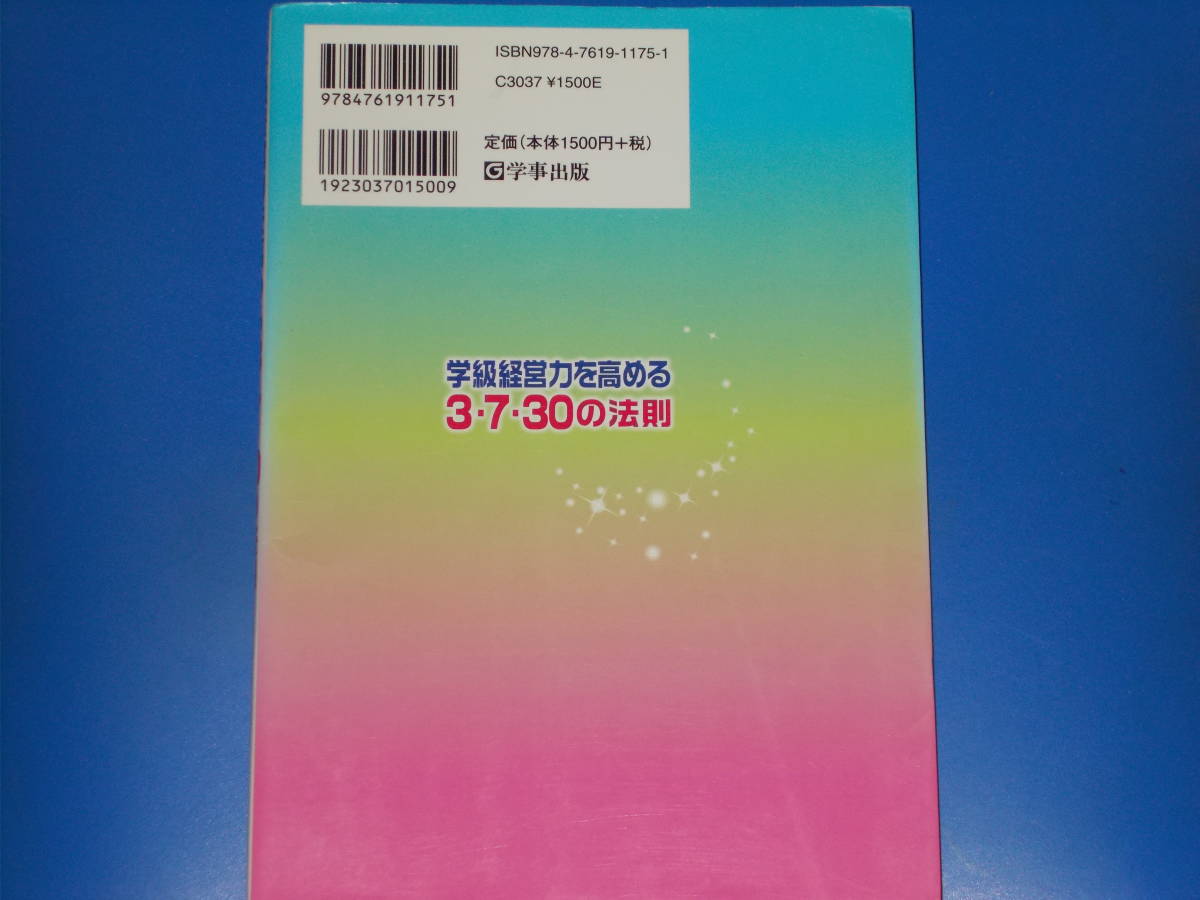 ISBN978-4-7619-1175-1
C3037 ¥1500E
9784761911751
定価(本体1500円+税)
1923037015009
G学事出版
学級経営力を高める
3・7・30の法則